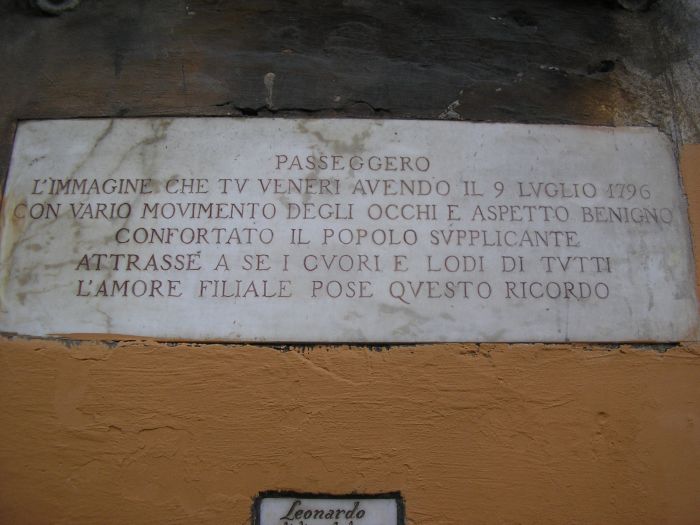 PASSEGGERO
L'IMMAGINE CHE TV VENERI AVENDO IL 9 LVGLIO 1796
CON VARIO MOVIMENTO DEGLI OCCHI E ASPETTO BENIGNO
CONFORTATO IL POPOLO SVPPLICANTE
ATTRASSÉ A SE I CVORI E LODI DI TVTTI
L'AMORE FILIALE POSE QVESTO RICORDO
Leonardo